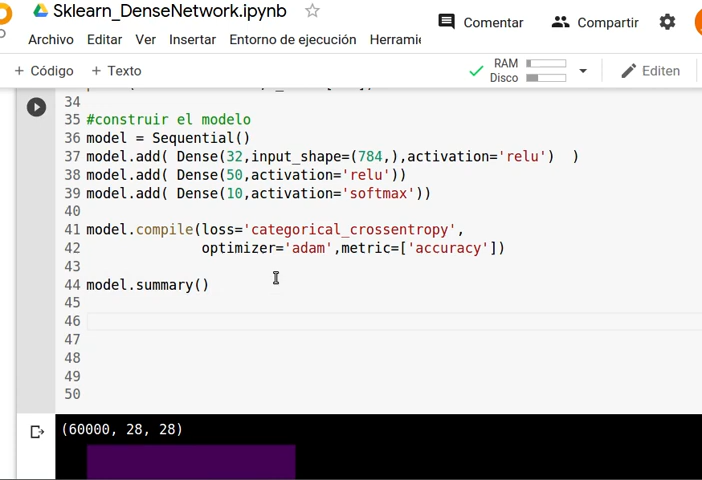 Sklearn_DenseNetwork.ipynb
Comentar
Compartir
Archivo Editar Ver Insertar Entorno de ejecución Herramie
+ Código + Texto
RAM
Disco
Editen
34
35 #construir el modelo
36 model = Sequential()
37 model.add( Dense(32,input_shape=(784,),activation='relu')  )
38 model.add( Dense(50,activation='relu'))
39 model.add( Dense(10,activation='softmax'))
40
41 model.compile(loss='categorical_crossentropy',
42 optimizer='adam',metric=['accuracy'])
43
44 model.summary()
45
46
47
48
49
50
(60000, 28, 28)